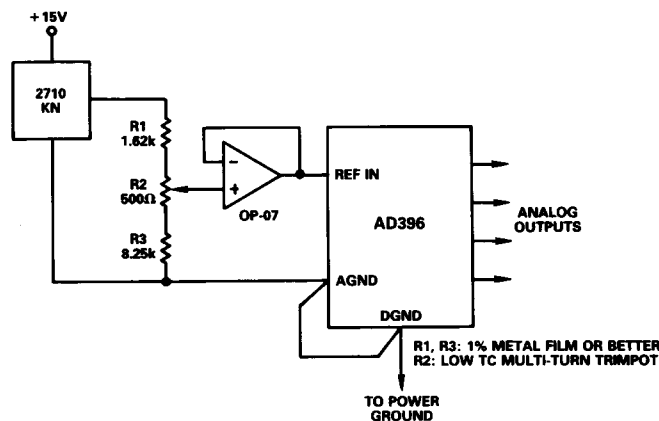 +15V
2710
KN
R1
1.62k
R2
500Ω
R3
8.25k
−
+
OP-07
REF IN
AD396
AGND
DGND
ANALOG
OUTPUTS
R1, R3: 1% METAL FILM OR BETTER
R2: LOW TC MULTI-TURN TRIMPOT
TO POWER
GROUND